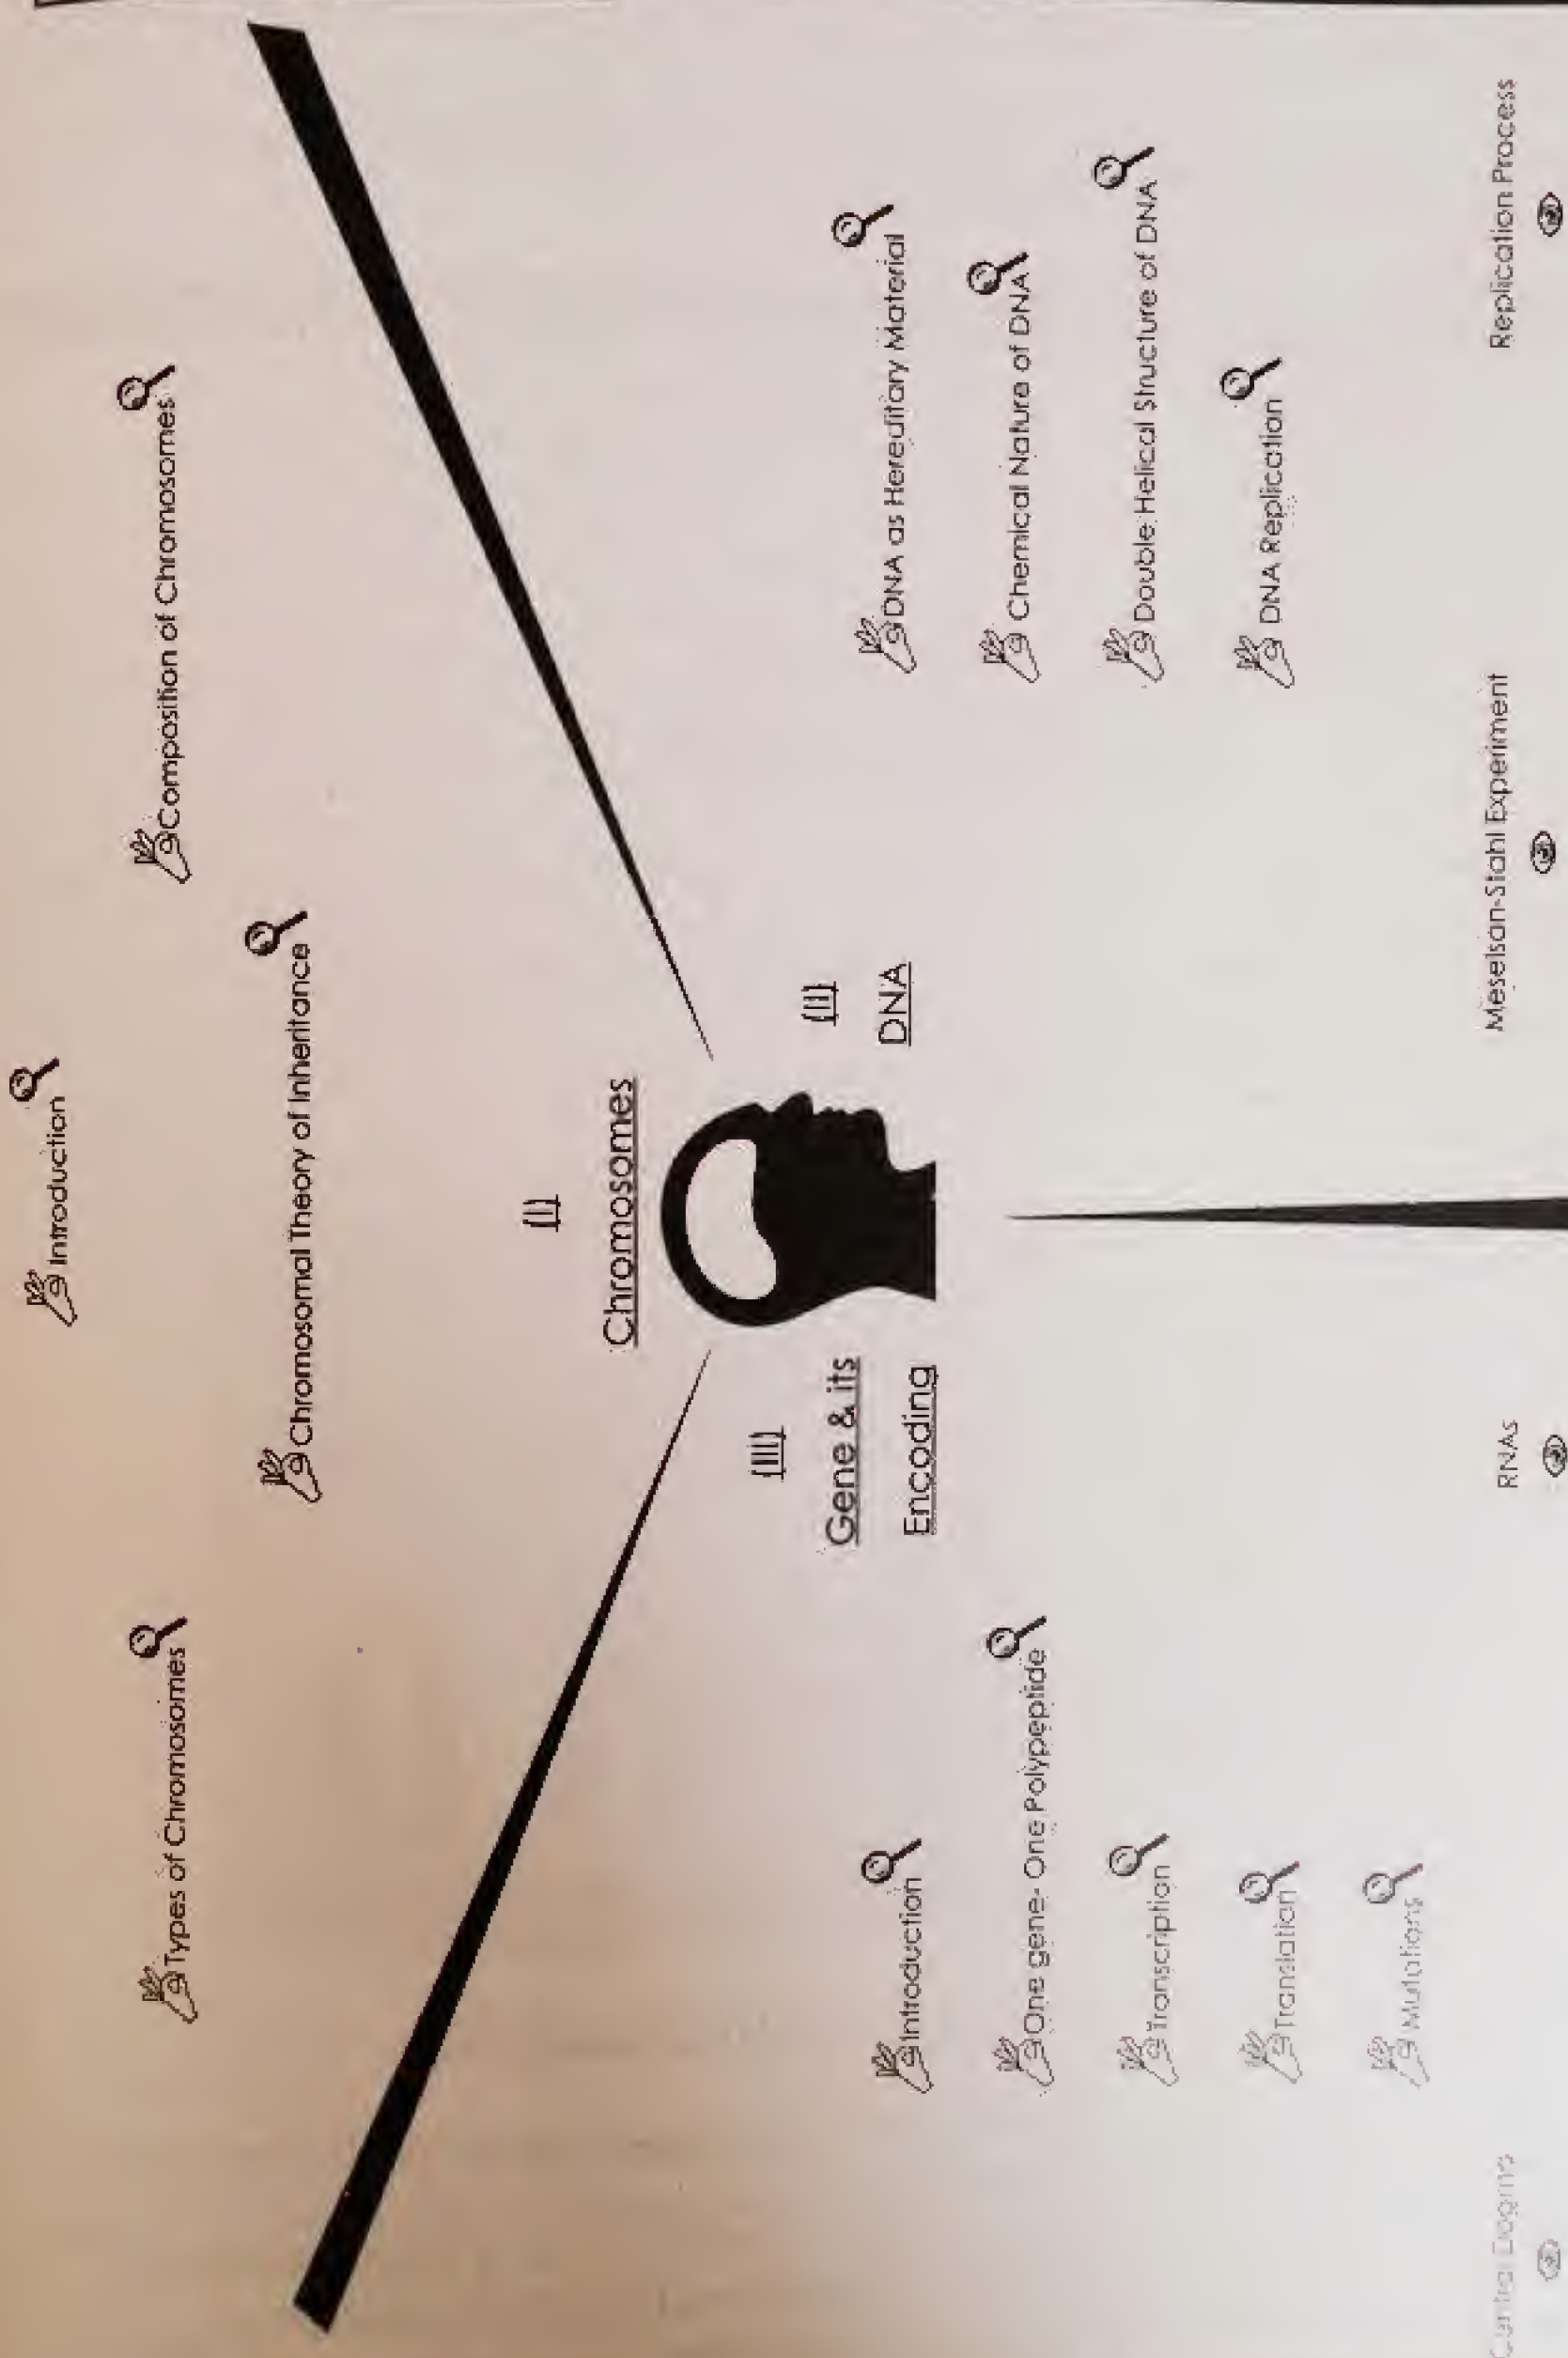 Introduction
Types of Chromosomes
Composition of Chromosomes
Chromosomal Theory of Inheritance
(I)
Chromosomes
(III)
Gene & its
Encoding
(II)
DNA
Introduction
One gene- One Polypeptide
Transcription
Translation
Mutations
DNA as Hereditary Material
Chemical Nature of DNA
Double Helical Structure of DNA
DNA Replication
Central Dogma
RNAs
Meselsan-Stahl Experiment
Replication Process